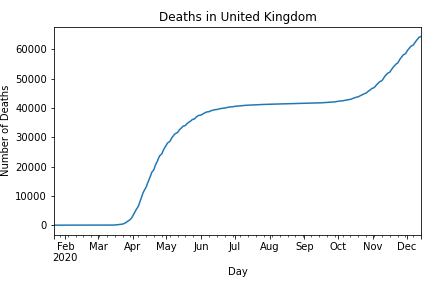 Deaths in United Kingdom
60000
50000
40000
30000
20000
10000
0
Number of Deaths
Feb Mar Apr May Jun Jul Aug Sep Oct Nov Dec
2020
Day